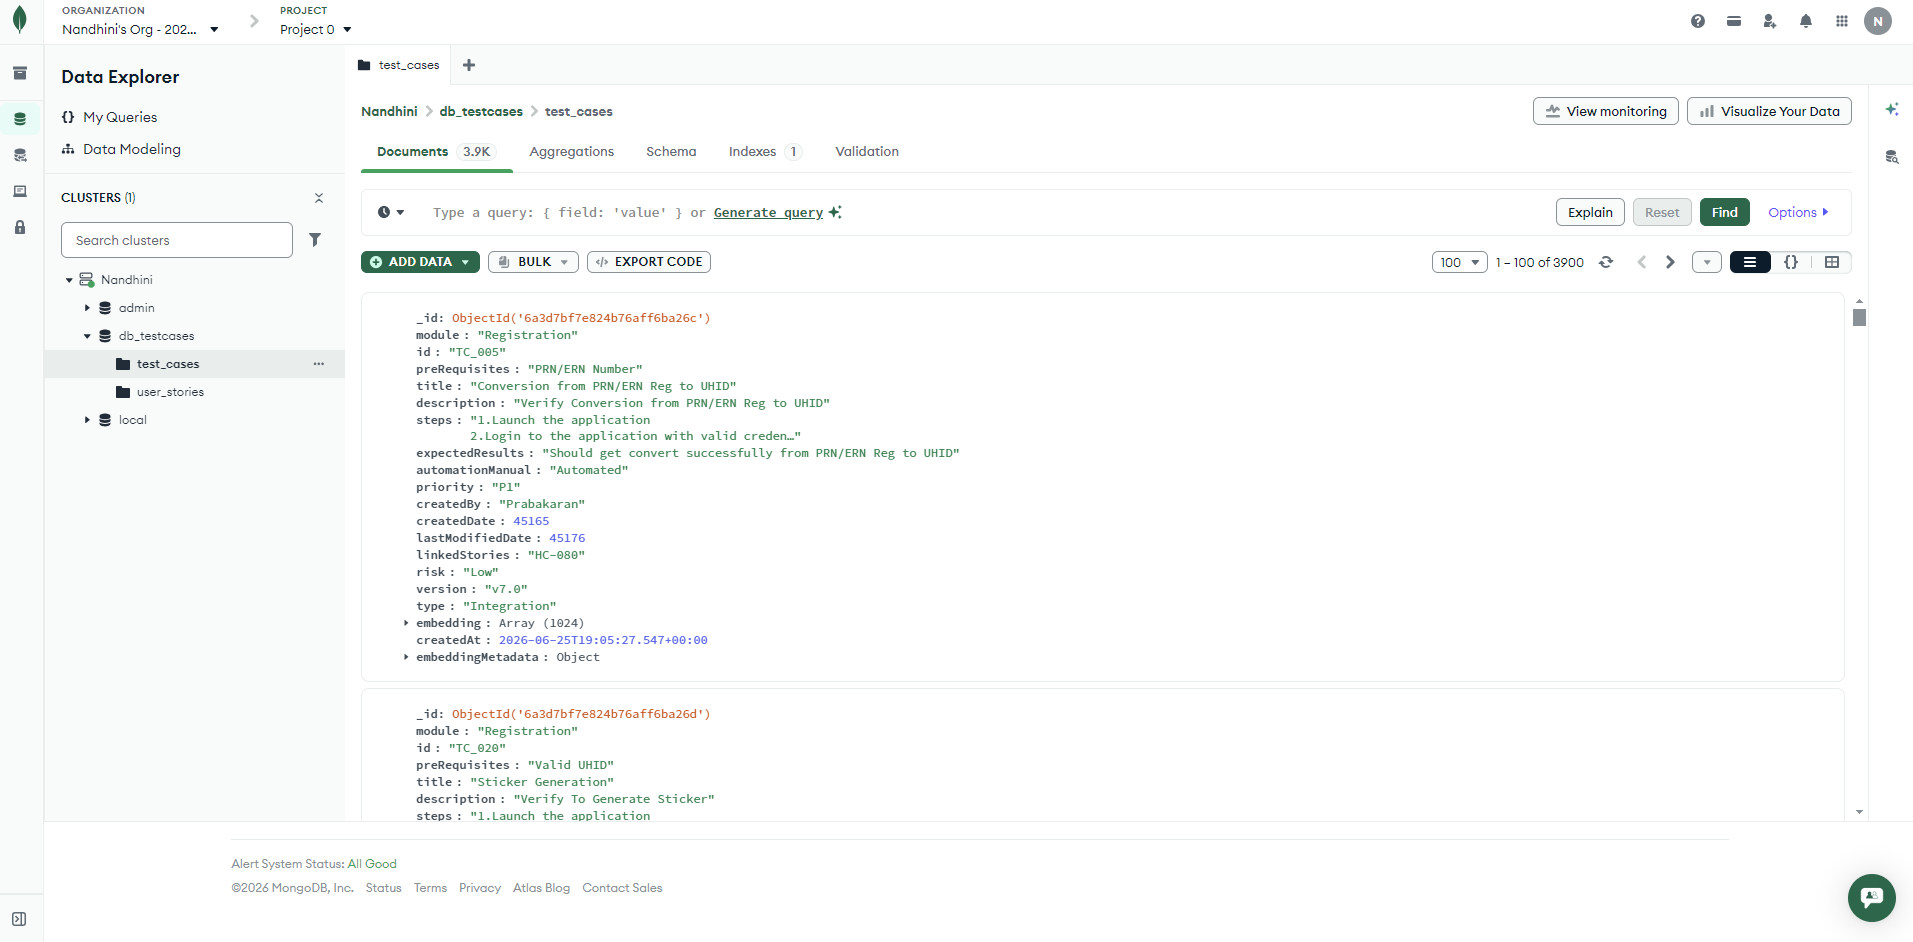 ORGANIZATION
Nandhini's Org - 202...
PROJECT
Project 0
N
Data Explorer
My Queries
Data Modeling
CLUSTERS (1)
Search clusters
Nandhini
admin
db_testcases
test_cases
user_stories
local
test_cases
Nandhini > db_testcases > test_cases
View monitoring
Visualize Your Data
Documents 3.9K
Aggregations
Schema
Indexes 1
Validation
Type a query: { field: 'value' } or Generate query
Explain
Reset
Find
Options
ADD DATA
BULK
EXPORT CODE
100
1 – 100 of 3900
_id: ObjectId('6a3d7bf7e824b76aff6ba26c')
module : "Registration"
id : "TC_005"
preRequisites : "PRN/ERN Number"
title : "Conversion from PRN/ERN Reg to UHID"
description : "Verify Conversion from PRN/ERN Reg to UHID"
steps : "1.Launch the application
2.Login to the application with valid creden…"
expectedResults : "Should get convert successfully from PRN/ERN Reg to UHID"
automationManual : "Automated"
priority : "P1"
createdBy : "Prabakaran"
createdDate : 45165
lastModifiedDate : 45176
linkedStories : "HC-080"
risk : "Low"
version : "v7.0"
type : "Integration"
embedding : Array (1024)
createdAt : 2026-06-25T19:05:27.547+00:00
embeddingMetadata : Object
_id: ObjectId('6a3d7bf7e824b76aff6ba26d')
module : "Registration"
id : "TC_020"
preRequisites : "Valid UHID"
title : "Sticker Generation"
description : "Verify To Generate Sticker"
steps : "1.Launch the application
Alert System Status: All Good
©2026 MongoDB, Inc. Status Terms Privacy Atlas Blog Contact Sales